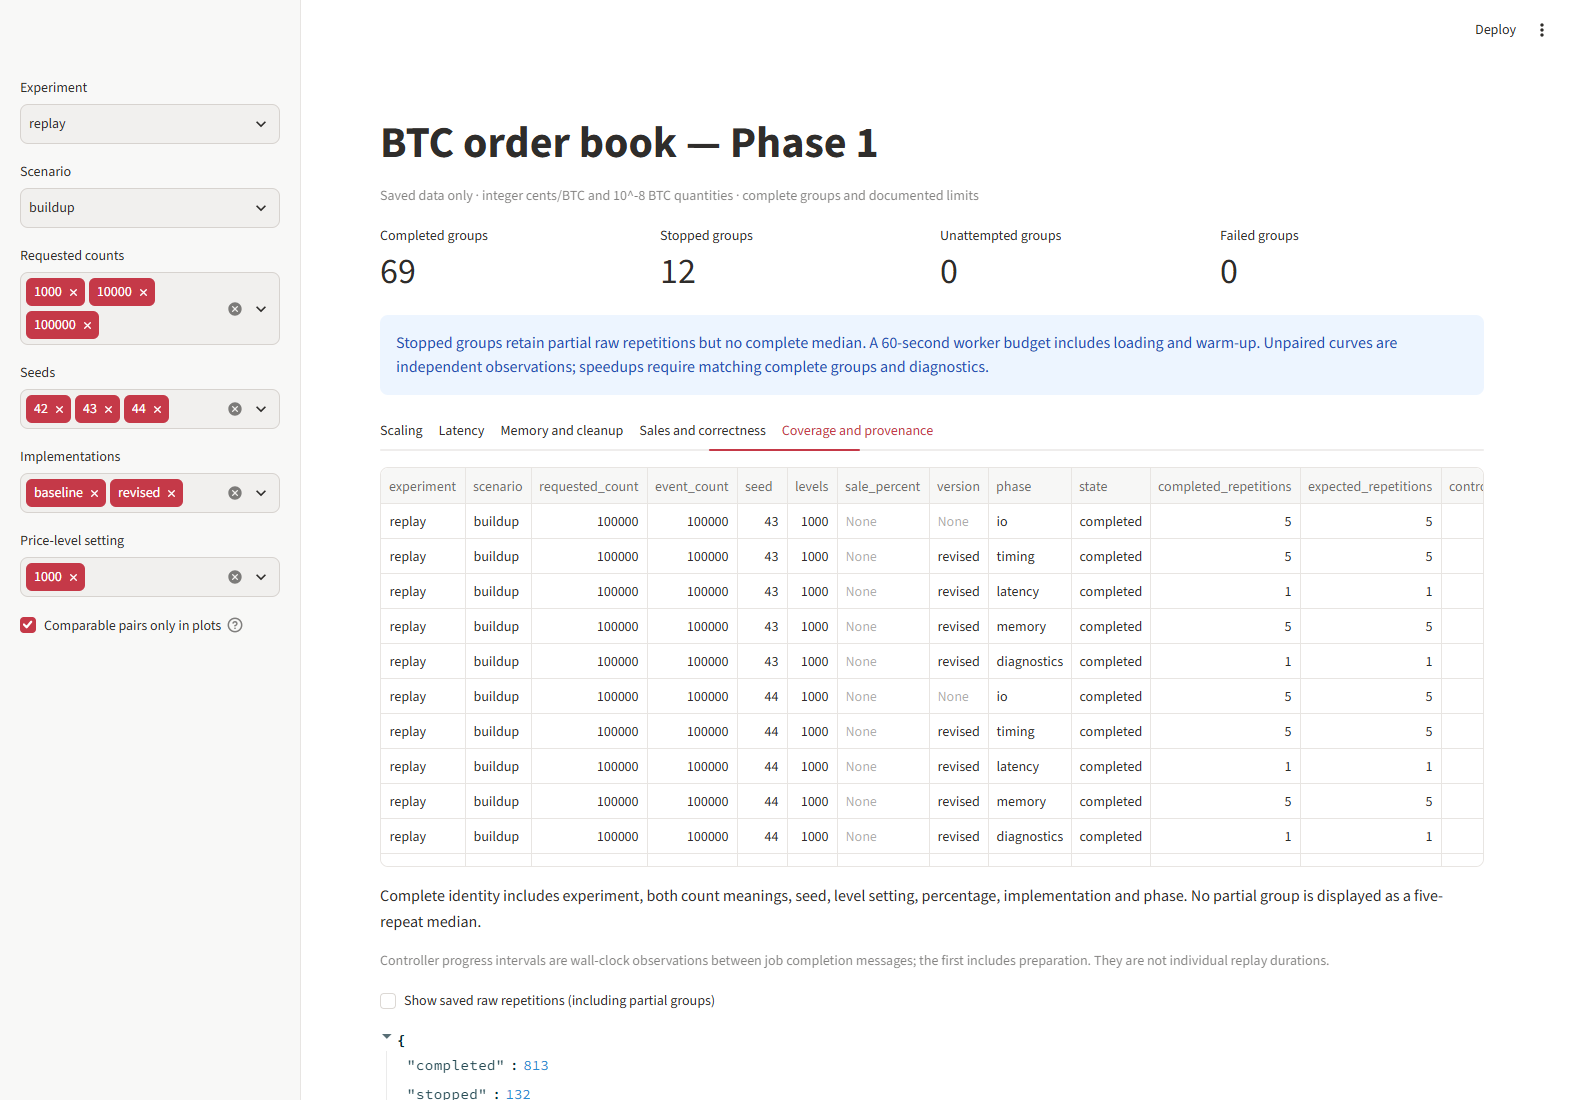 Deploy
Experiment
replay
Scenario
buildup
Requested counts
1000 × 10000 ×
100000 ×
Seeds
42 × 43 × 44 ×
Implementations
baseline × revised ×
Price-level setting
1000 ×
Comparable pairs only in plots
BTC order book — Phase 1
Saved data only · integer cents/BTC and 10^-8 BTC quantities · complete groups and documented limits
Completed groups Stopped groups Unattempted groups Failed groups
69 12 0 0
Stopped groups retain partial raw repetitions but no complete median. A 60-second worker budget includes loading and warm-up. Unpaired curves are
independent observations; speedups require matching complete groups and diagnostics.
Scaling Latency Memory and cleanup Sales and correctness Coverage and provenance
experiment scenario requested_count event_count seed levels sale_percent version phase state completed_repetitions expected_repetitions contro
replay buildup 100000 100000 43 1000 None None io completed 5 5
replay buildup 100000 100000 43 1000 None revised timing completed 5 5
replay buildup 100000 100000 43 1000 None revised latency completed 1 1
replay buildup 100000 100000 43 1000 None revised memory completed 5 5
replay buildup 100000 100000 43 1000 None revised diagnostics completed 1 1
replay buildup 100000 100000 44 1000 None None io completed 5 5
replay buildup 100000 100000 44 1000 None revised timing completed 5 5
replay buildup 100000 100000 44 1000 None revised latency completed 1 1
replay buildup 100000 100000 44 1000 None revised memory completed 5 5
replay buildup 100000 100000 44 1000 None revised diagnostics completed 1 1
Complete identity includes experiment, both count meanings, seed, level setting, percentage, implementation and phase. No partial group is displayed as a five-
repeat median.
Controller progress intervals are wall-clock observations between job completion messages; the first includes preparation. They are not individual replay durations.
Show saved raw repetitions (including partial groups)
{
"completed" : 813
"stopped" : 132